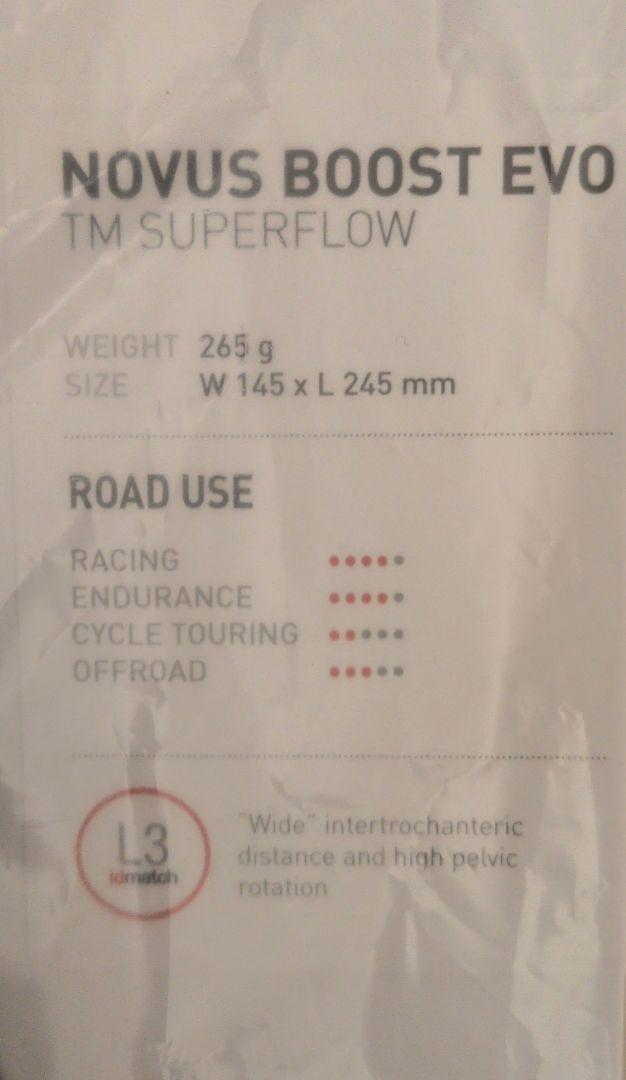 NOVUS BOOST EVO
TM SUPERFLOW
WEIGHT 265 g
SIZE W 145 x L 245 mm
ROAD USE
RACING
ENDURANCE
CYCLE TOURING
OFFROAD
L3
idmatch
"Wide" intertrochanteric
distance and high pelvic
rotation